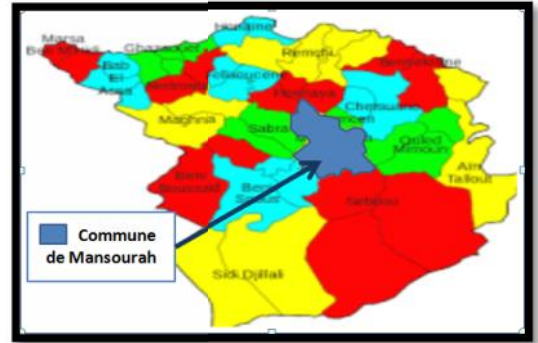 Honaine
Marsa
Ben M'Hidi
Ghazaouet
Remchi
Bab
El
Assa
Nedroma
Fellaoucene
Bensekrane
Hennaya
Chetouane
Maghnia
Sabra
Ouled
Mimoun
Ain
Tallout
Beni
Boussaid
Beni
Snous
Sebdou
Commune
de Mansourah
Sidi Djillali